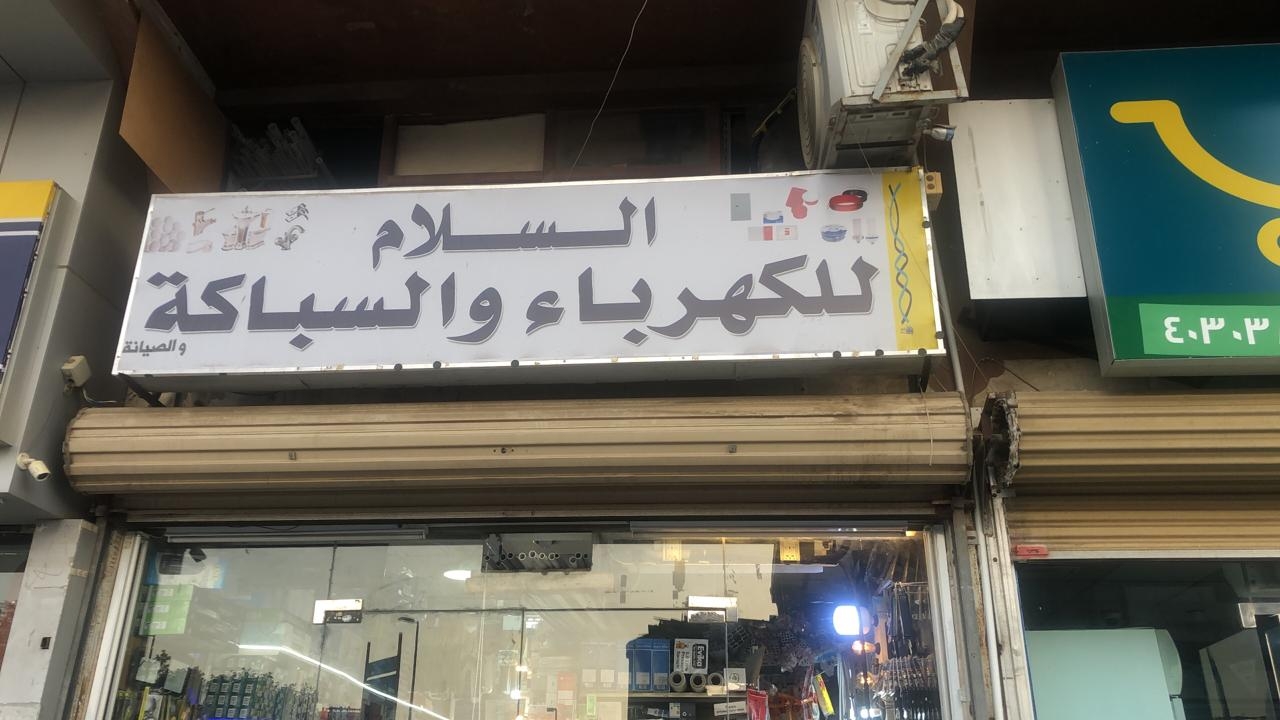 السلام
للكهرباء والسباكة
والصيانة
٤٠٣٠٣